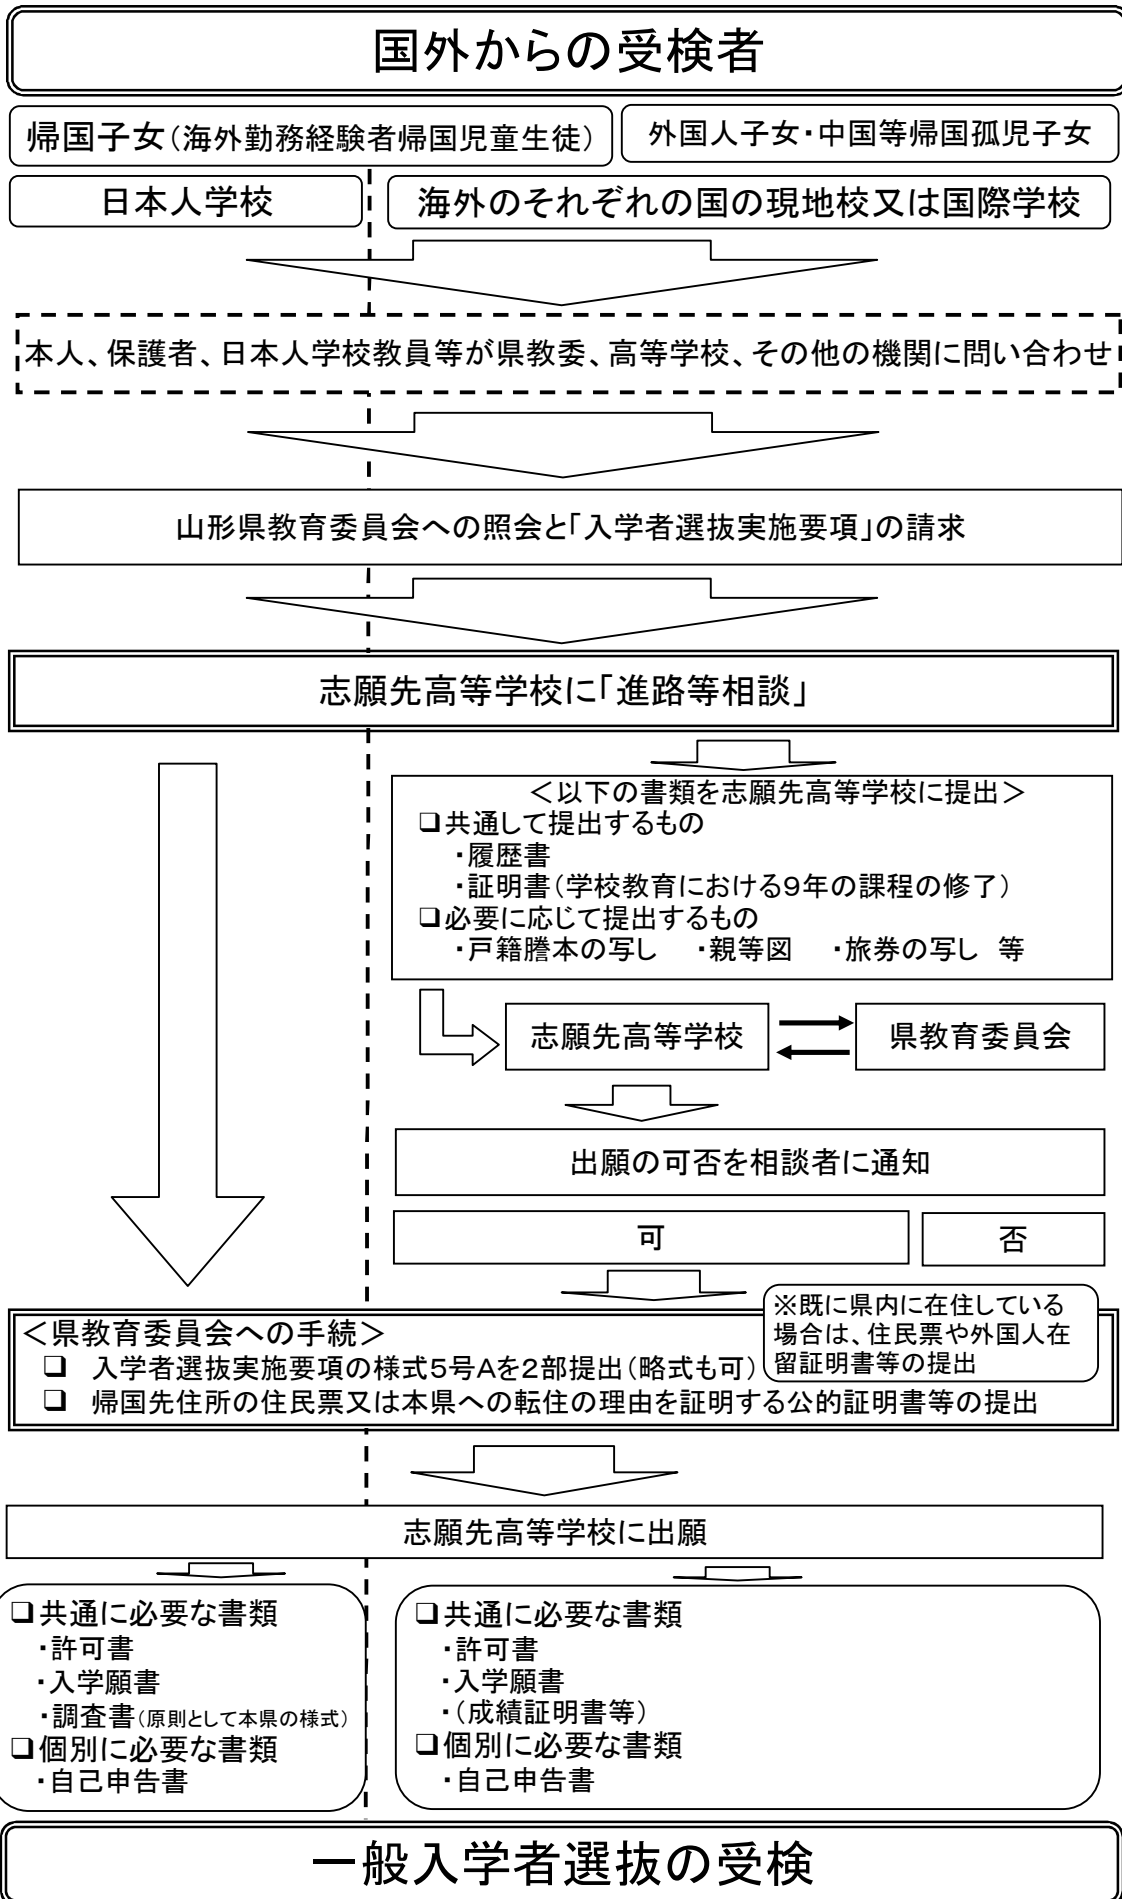 国外からの受検者
帰国子女(海外勤務経験者帰国児童生徒)
外国人子女・中国等帰国孤児子女
日本人学校
海外のそれぞれの国の現地校又は国際学校
本人、保護者、日本人学校教員等が県教委、高等学校、その他の機関に問い合わせ
山形県教育委員会への照会と「入学者選抜実施要項」の請求
志願先高等学校に「進路等相談」
<以下の書類を志願先高等学校に提出>
❏共通して提出するもの
・履歴書
・証明書(学校教育における9年の課程の修了)
❏必要に応じて提出するもの
・戸籍謄本の写し ・親等図 ・旅券の写し 等
志願先高等学校
県教育委員会
出願の可否を相談者に通知
可
否
※既に県内に在住している
場合は、住民票や外国人在
留証明書等の提出
<県教育委員会への手続>
❏ 入学者選抜実施要項の様式5号Aを2部提出(略式も可)
❏ 帰国先住所の住民票又は本県への転住の理由を証明する公的証明書等の提出
志願先高等学校に出願
❏共通に必要な書類
・許可書
・入学願書
・調査書(原則として本県の様式)
❏個別に必要な書類
・自己申告書
❏共通に必要な書類
・許可書
・入学願書
・(成績証明書等)
❏個別に必要な書類
・自己申告書
一般入学者選抜の受検